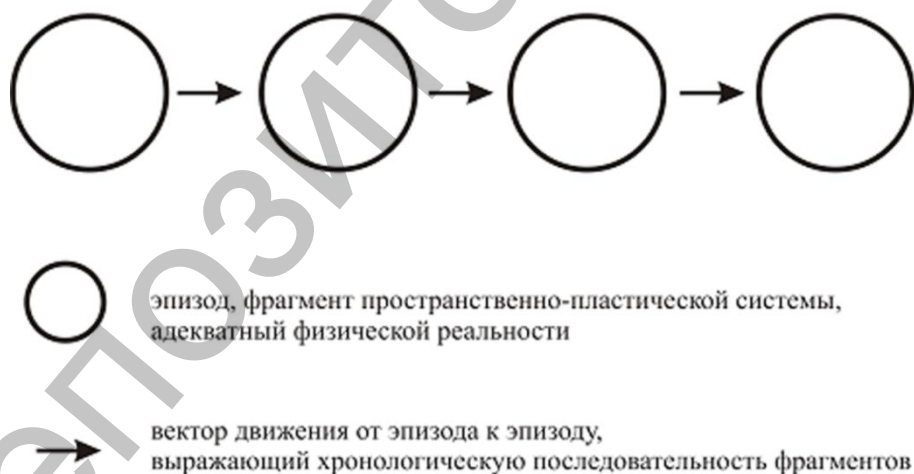 эпизод, фрагмент пространственно-пластической системы,
адекватный физической реальности
вектор движения от эпизода к эпизоду,
выражающий хронологическую последовательность фрагментов